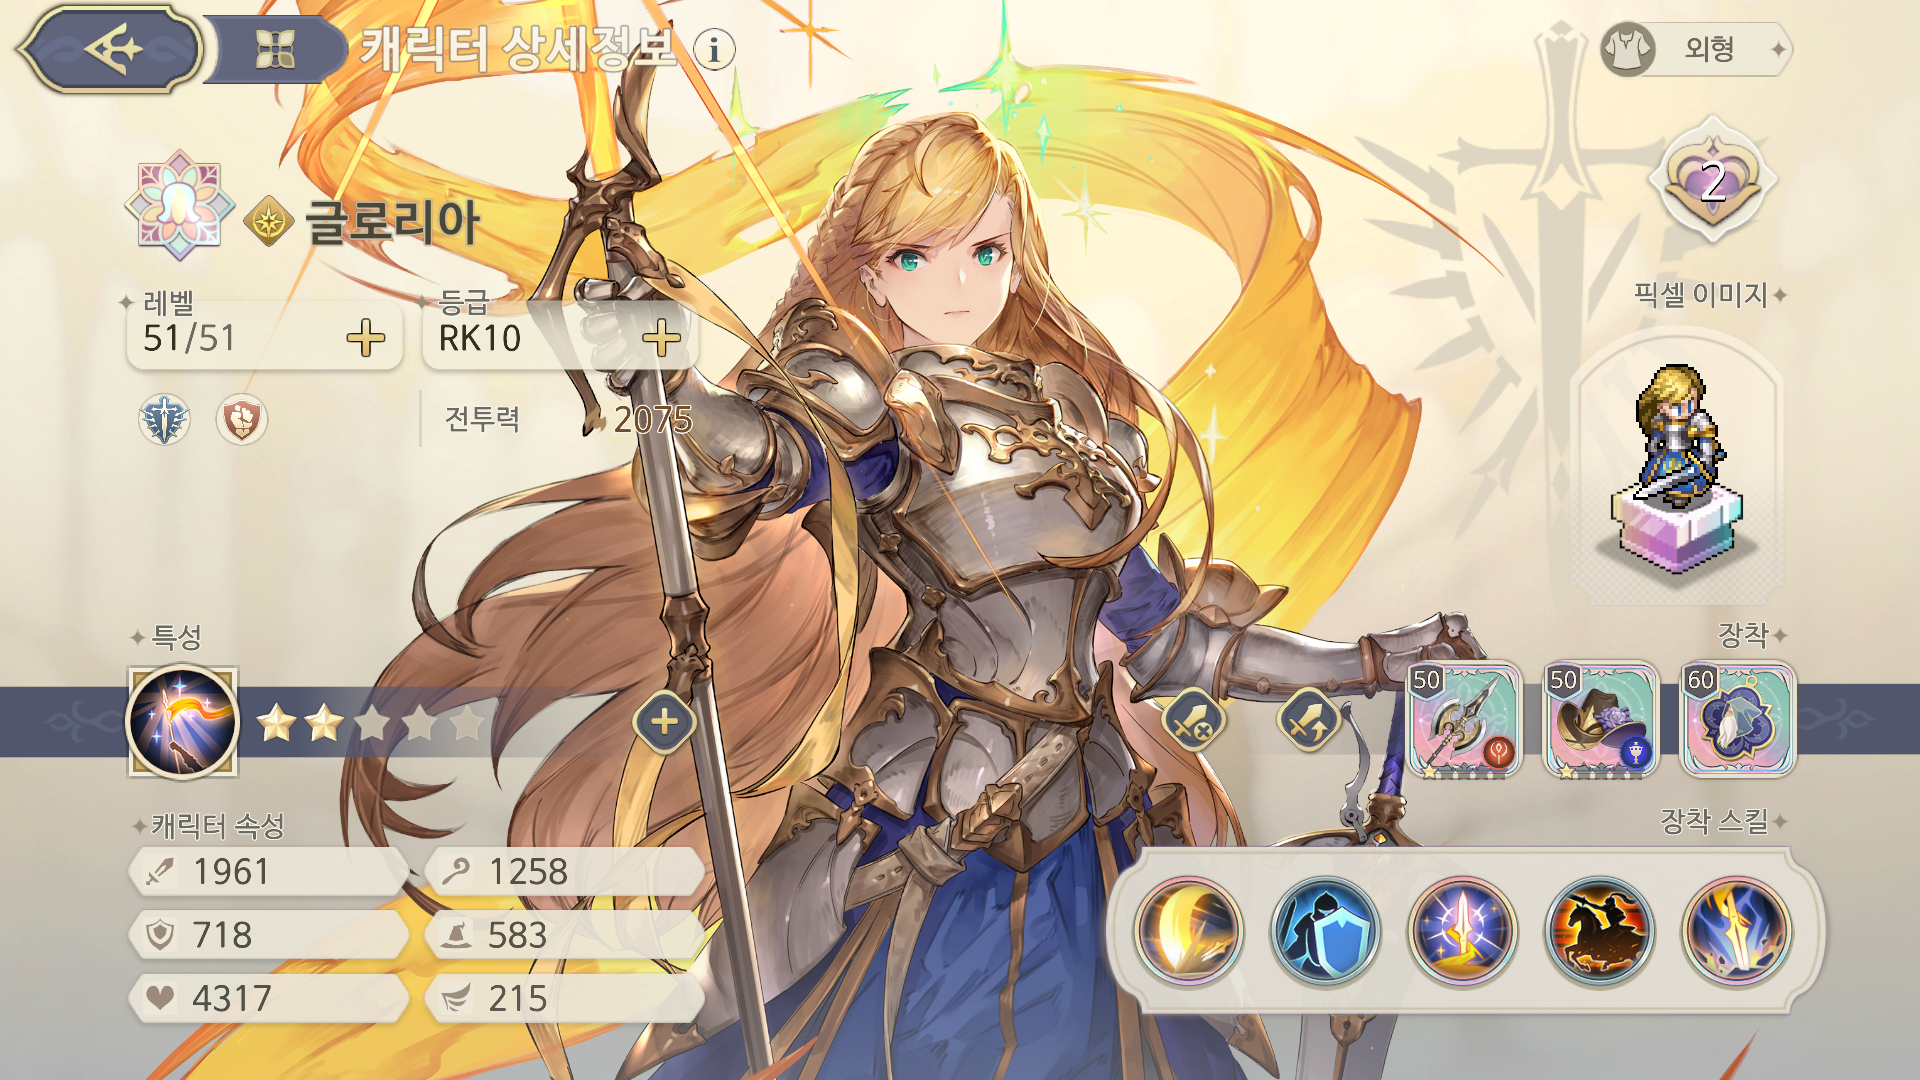 캐릭터 상세정보 i
외형
2
글로리아
레벨
51/51
등급
RK10
전투력 2075
픽셀 이미지
특성
장착
50
50
60
캐릭터 속성
장착 스킬
1961
1258
718
583
4317
215